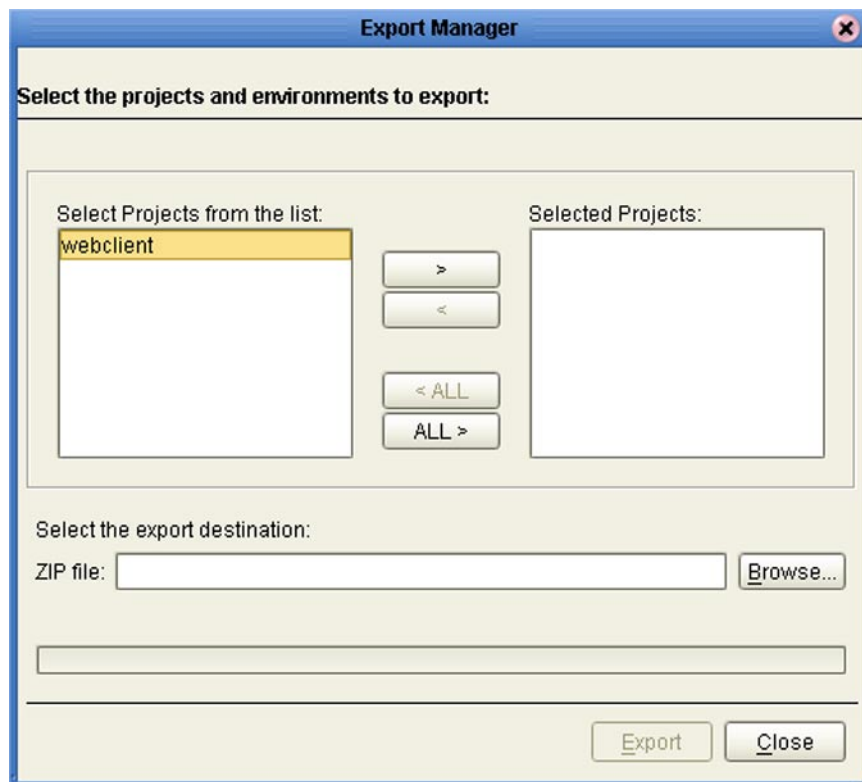 Export Manager
Select the projects and environments to export:
Select Projects from the list:
Selected Projects:
webclient
>
<
< ALL
ALL >
Select the export destination:
ZIP file:
Browse...
Export
Close